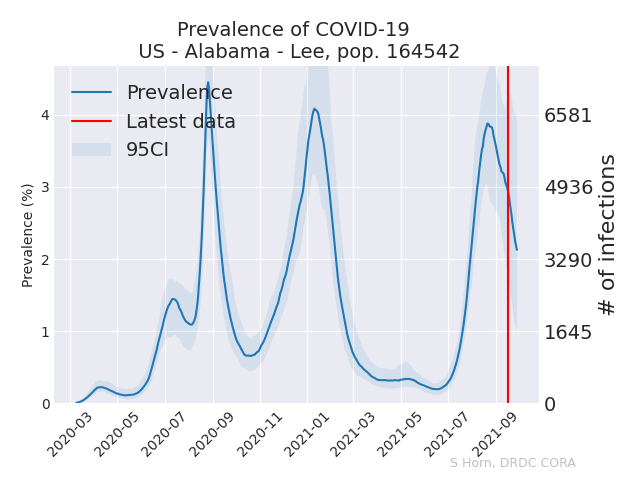 Prevalence of COVID-19
US - Alabama - Lee, pop. 164542
Prevalence
Latest data
95CI
Prevalence (%)
4
3
2
1
0
6581
4936
3290
1645
0
# of infections
2020-03
2020-05
2020-07
2020-09
2020-11
2021-01
2021-03
2021-05
2021-07
2021-09
S Horn, DRDC CORA